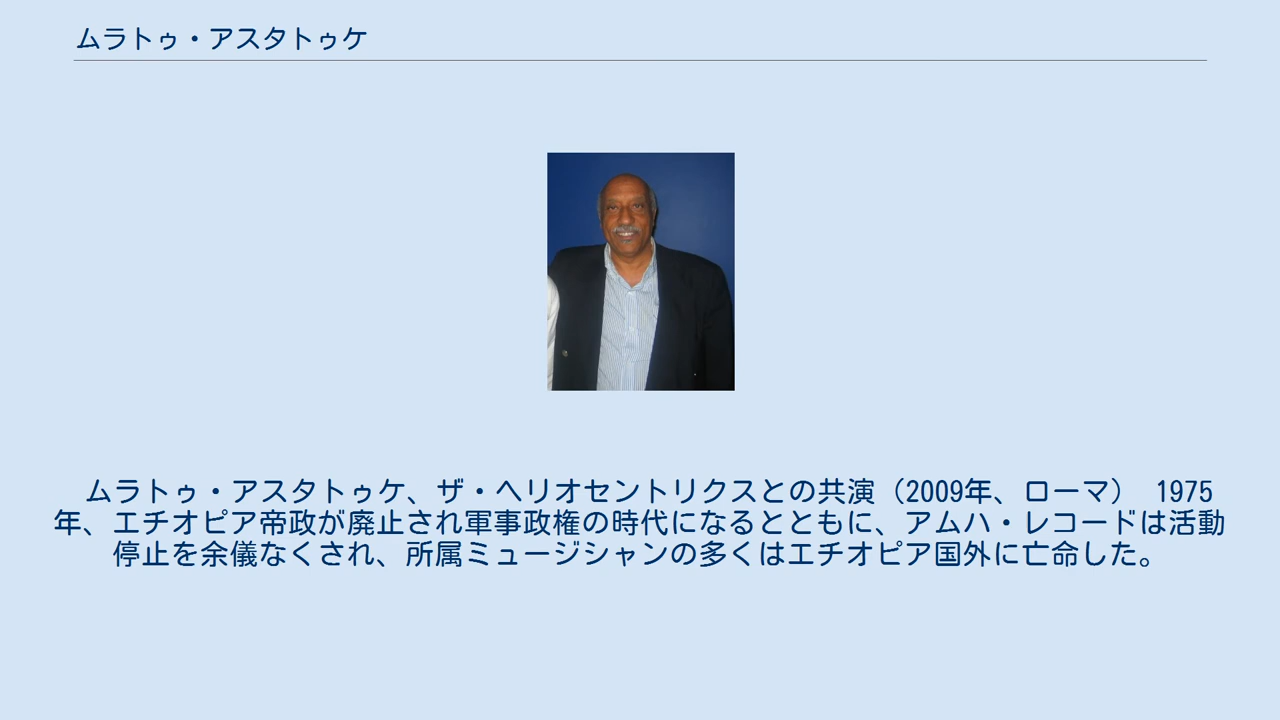 ムラトゥ・アスタトゥケ
ムラトゥ・アスタトゥケ、ザ・ヘリオセントリクスとの共演（2009年、ローマ） 1975
年、エチオピア帝政が廃止され軍事政権の時代になるとともに、アムハ・レコードは活動
停止を余儀なくされ、所属ミュージシャンの多くはエチオピア国外に亡命した。